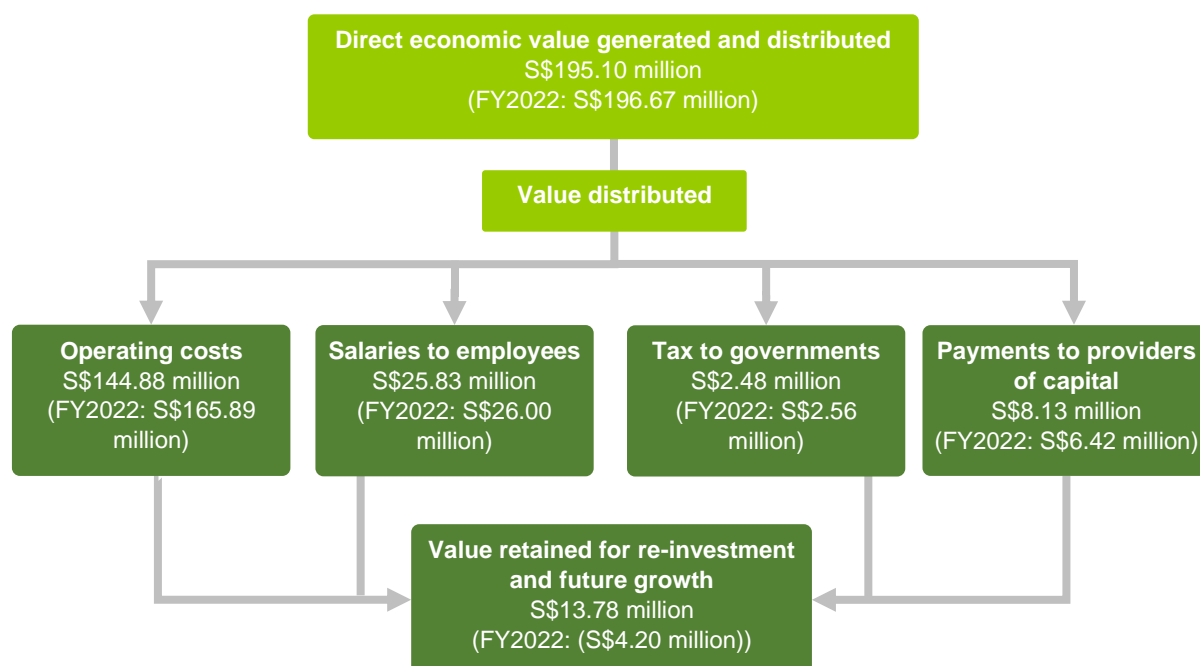 Direct economic value generated and distributed
S$195.10 million
(FY2022: S$196.67 million)
Value distributed
Operating costs
S$144.88 million
(FY2022: S$165.89
million)
Salaries to employees
S$25.83 million
(FY2022: S$26.00
million)
Tax to governments
S$2.48 million
(FY2022: S$2.56
million)
Payments to providers
of capital
S$8.13 million
(FY2022: S$6.42 million)
Value retained for re-investment
and future growth
S$13.78 million
(FY2022: (S$4.20 million))